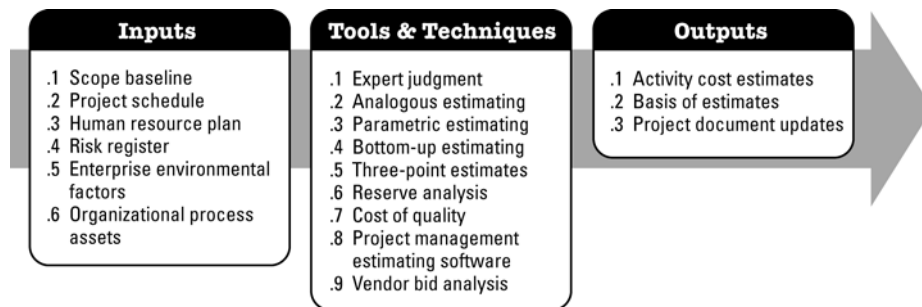 Inputs
.1 Scope baseline
.2 Project schedule
.3 Human resource plan
.4 Risk register
.5 Enterprise environmental
factors
.6 Organizational process
assets
Tools & Techniques
.1 Expert judgment
.2 Analogous estimating
.3 Parametric estimating
.4 Bottom-up estimating
.5 Three-point estimates
.6 Reserve analysis
.7 Cost of quality
.8 Project management
estimating software
.9 Vendor bid analysis
Outputs
.1 Activity cost estimates
.2 Basis of estimates
.3 Project document updates